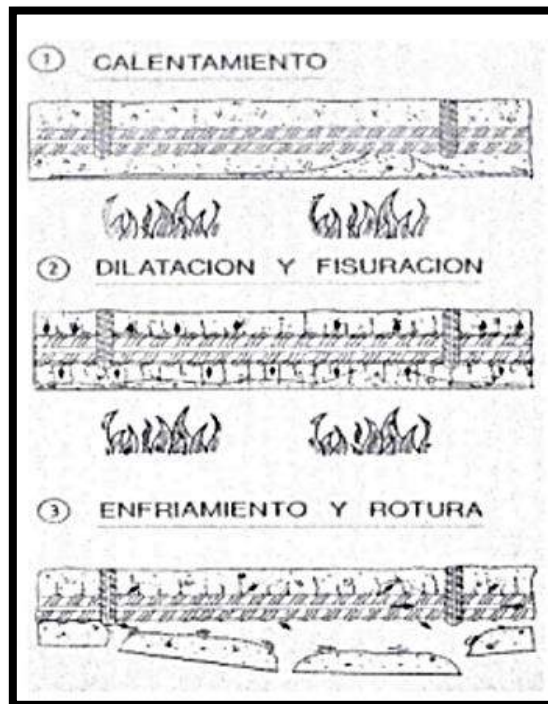 1 CALENTAMIENTO
2 DILATACION Y FISURACION
3 ENFRIAMIENTO Y ROTURA